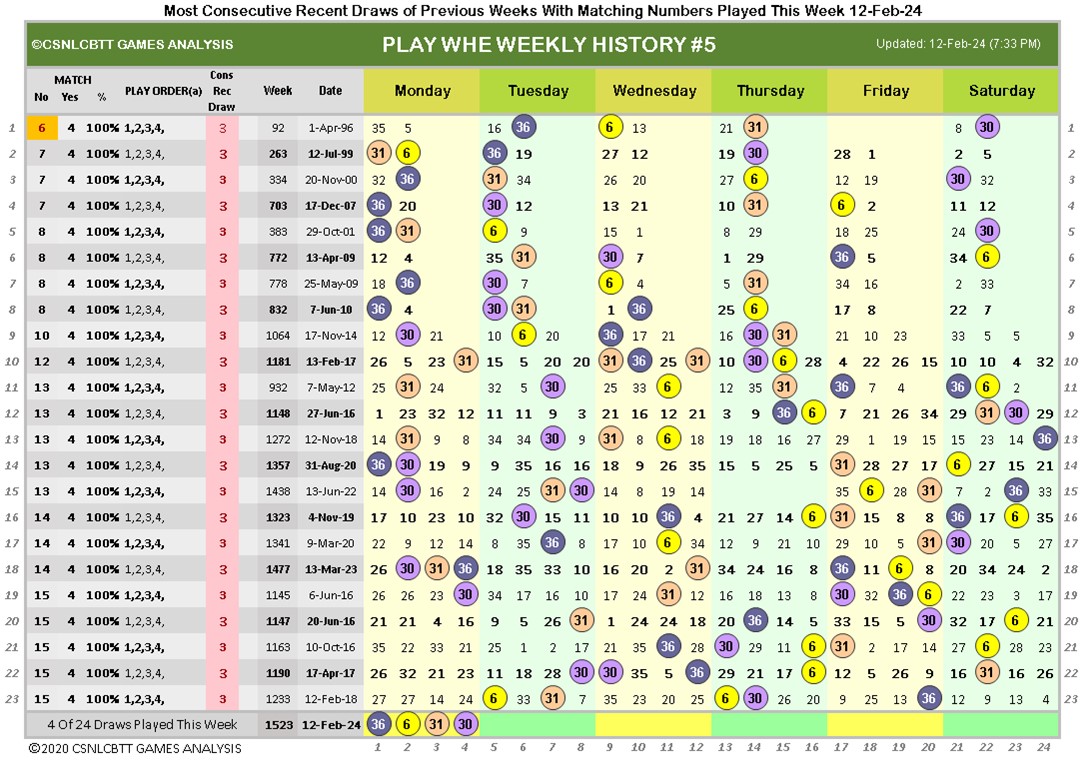 Most Consecutive Recent Draws of Previous Weeks With Matching Numbers Played This Week 12-Feb-24
©CSNLCBTT GAMES ANALYSIS PLAY WHE WEEKLY HISTORY #5 Updated: 12-Feb-24 (7:33 PM)
No MATCH Yes % PLAY ORDER(a) Cons Rec Draw Week Date Monday Tuesday Wednesday Thursday Friday Saturday
1 6 4 100% 1,2,3,4, 3 92 1-Apr-96 35 5 16 36 6 13 21 31 8 30 1
2 7 4 100% 1,2,3,4, 3 263 12-Jul-99 31 6 36 19 27 12 19 30 28 1 2 5 2
3 7 4 100% 1,2,3,4, 3 334 20-Nov-00 32 36 31 34 26 20 27 6 12 19 30 32 3
4 7 4 100% 1,2,3,4, 3 703 17-Dec-07 36 20 30 12 13 21 10 31 6 2 11 12 4
5 8 4 100% 1,2,3,4, 3 383 29-Oct-01 36 31 6 9 15 1 8 29 18 25 24 30 5
6 8 4 100% 1,2,3,4, 3 772 13-Apr-09 12 4 35 31 30 7 1 29 36 5 34 6 6
7 8 4 100% 1,2,3,4, 3 778 25-May-09 18 36 30 7 6 4 5 31 34 16 2 33 7
8 8 4 100% 1,2,3,4, 3 832 7-Jun-10 36 4 30 31 1 36 25 6 17 8 22 7 8
9 10 4 100% 1,2,3,4, 3 1064 17-Nov-14 12 30 21 10 6 20 36 17 21 16 30 31 21 10 23 33 5 5 9
10 12 4 100% 1,2,3,4, 3 1181 13-Feb-17 26 5 23 31 15 5 20 20 31 36 25 31 10 30 6 28 4 22 26 15 10 10 4 32 10
11 13 4 100% 1,2,3,4, 3 932 7-May-12 25 31 24 32 5 30 25 33 6 12 35 31 36 7 4 36 6 2 11
12 13 4 100% 1,2,3,4, 3 1148 27-Jun-16 1 23 32 12 11 11 9 3 21 16 12 21 3 9 36 6 7 21 26 34 29 31 30 29 12
13 13 4 100% 1,2,3,4, 3 1272 12-Nov-18 14 31 9 8 34 34 30 9 31 8 6 18 19 18 16 27 29 1 19 15 15 23 14 36 13
14 13 4 100% 1,2,3,4, 3 1357 31-Aug-20 36 30 19 9 9 35 16 16 18 9 26 35 15 5 25 5 31 28 27 17 6 27 15 21 14
15 13 4 100% 1,2,3,4, 3 1438 13-Jun-22 14 30 16 2 24 25 31 30 14 8 19 14 35 6 28 31 7 2 36 33 15
16 14 4 100% 1,2,3,4, 3 1323 4-Nov-19 17 10 23 10 32 30 15 11 10 10 36 4 21 27 14 6 31 15 8 8 36 17 6 35 16
17 14 4 100% 1,2,3,4, 3 1341 9-Mar-20 22 9 12 14 8 35 36 8 17 10 6 34 12 9 21 10 29 10 5 31 30 20 5 27 17
18 14 4 100% 1,2,3,4, 3 1477 13-Mar-23 26 30 31 36 18 35 33 10 16 20 2 31 34 24 16 8 36 11 6 8 20 34 24 2 18
19 15 4 100% 1,2,3,4, 3 1145 6-Jun-16 26 26 23 30 34 17 16 10 17 24 31 12 16 18 13 8 30 32 36 6 22 23 3 17 19
20 15 4 100% 1,2,3,4, 3 1147 20-Jun-16 21 21 4 16 9 5 26 31 1 24 24 18 20 36 14 5 33 15 5 30 32 17 6 21 20
21 15 4 100% 1,2,3,4, 3 1163 10-Oct-16 35 22 33 21 25 1 2 17 21 35 36 28 30 29 11 6 31 2 17 14 27 6 28 23 21
22 15 4 100% 1,2,3,4, 3 1190 17-Apr-17 26 32 21 23 11 18 28 30 30 35 5 36 29 21 17 6 12 5 26 9 16 31 16 26 22
23 15 4 100% 1,2,3,4, 3 1233 12-Feb-18 27 27 14 24 6 33 31 7 35 23 20 25 6 30 26 20 9 25 13 36 12 9 13 4 23
4 Of 24 Draws Played This Week 1523 12-Feb-24 36 6 31 30
©2020 CSNLCBTT GAMES ANALYSIS 1 2 3 4 5 6 7 8 9 10 11 12 13 14 15 16 17 18 19 20 21 22 23 24